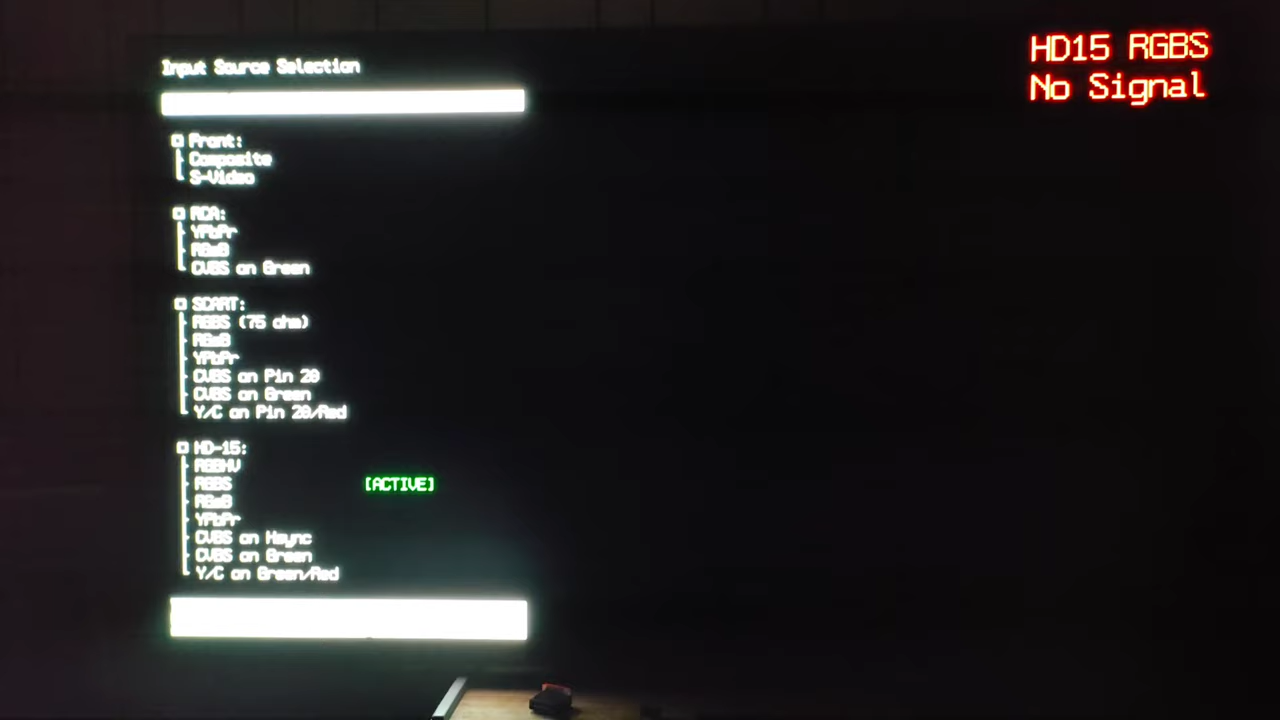 Input Source Selection
HD15 RGBS
No Signal
Front:
Composite
S-Video
RCA:
YPbPr
RGsB
CVBS on Green
SCART:
RGBS (75 ohm)
RGsB
YPbPr
CVBS on Pin 20
CVBS on Green
Y/C on Pin 20/Red
HD-15:
RGBHV
RGBS [ACTIVE]
RGsB
YPbPr
CVBS on Hsync
CVBS on Green
Y/C on Green/Red